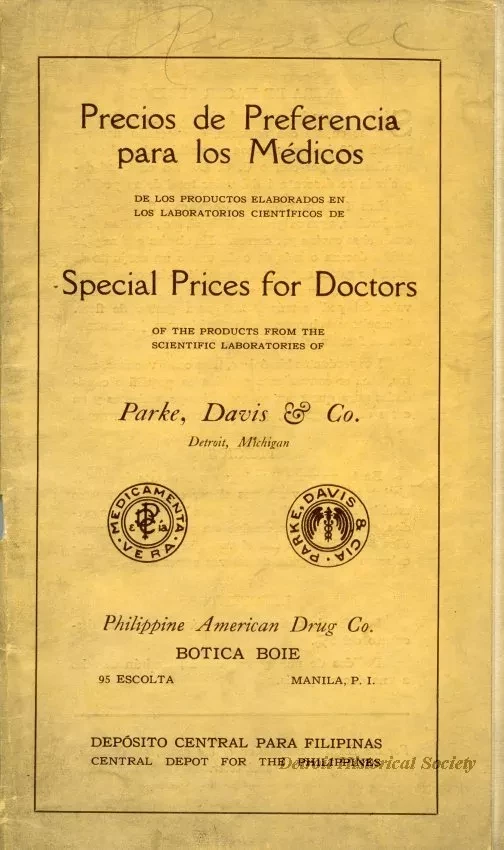 Russell
Precios de Preferencia
para los Médicos
DE LOS PRODUCTOS ELABORADOS EN
LOS LABORATORIOS CIENTÍFICOS DE
Special Prices for Doctors
OF THE PRODUCTS FROM THE
SCIENTIFIC LABORATORIES OF
Parke, Davis & Co.
Detroit, Michigan
MEDICAMENTA VERA
PARKE, DAVIS & CIA.
Philippine American Drug Co.
BOTICA BOIE
95 ESCOLTA MANILA, P. I.
DEPÓSITO CENTRAL PARA FILIPINAS
CENTRAL DEPOT FOR THE PHILIPPINES
Detroit Historical Society